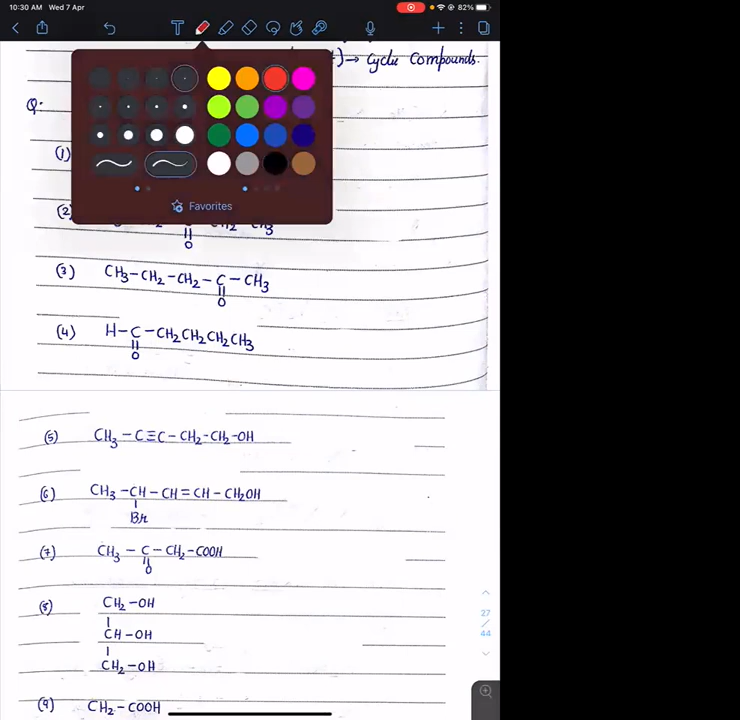 10:30 AM Wed 7 Apr
82%
T
) → Cyclic Compounds.
Q:
(1)
(2)
O
Favorites
(3) CH3–CH2–CH2–C–CH3
O
(4) H–C–CH2CH2CH2CH3
O
(5) CH3–C≡C–CH2–CH2–OH
(6) CH3–CH–CH=CH–CH2OH
Br
(7) CH3–C–CH2–COOH
O
(8) CH2–OH
CH–OH
CH2–OH
(9) CH2–COOH
27
/
44